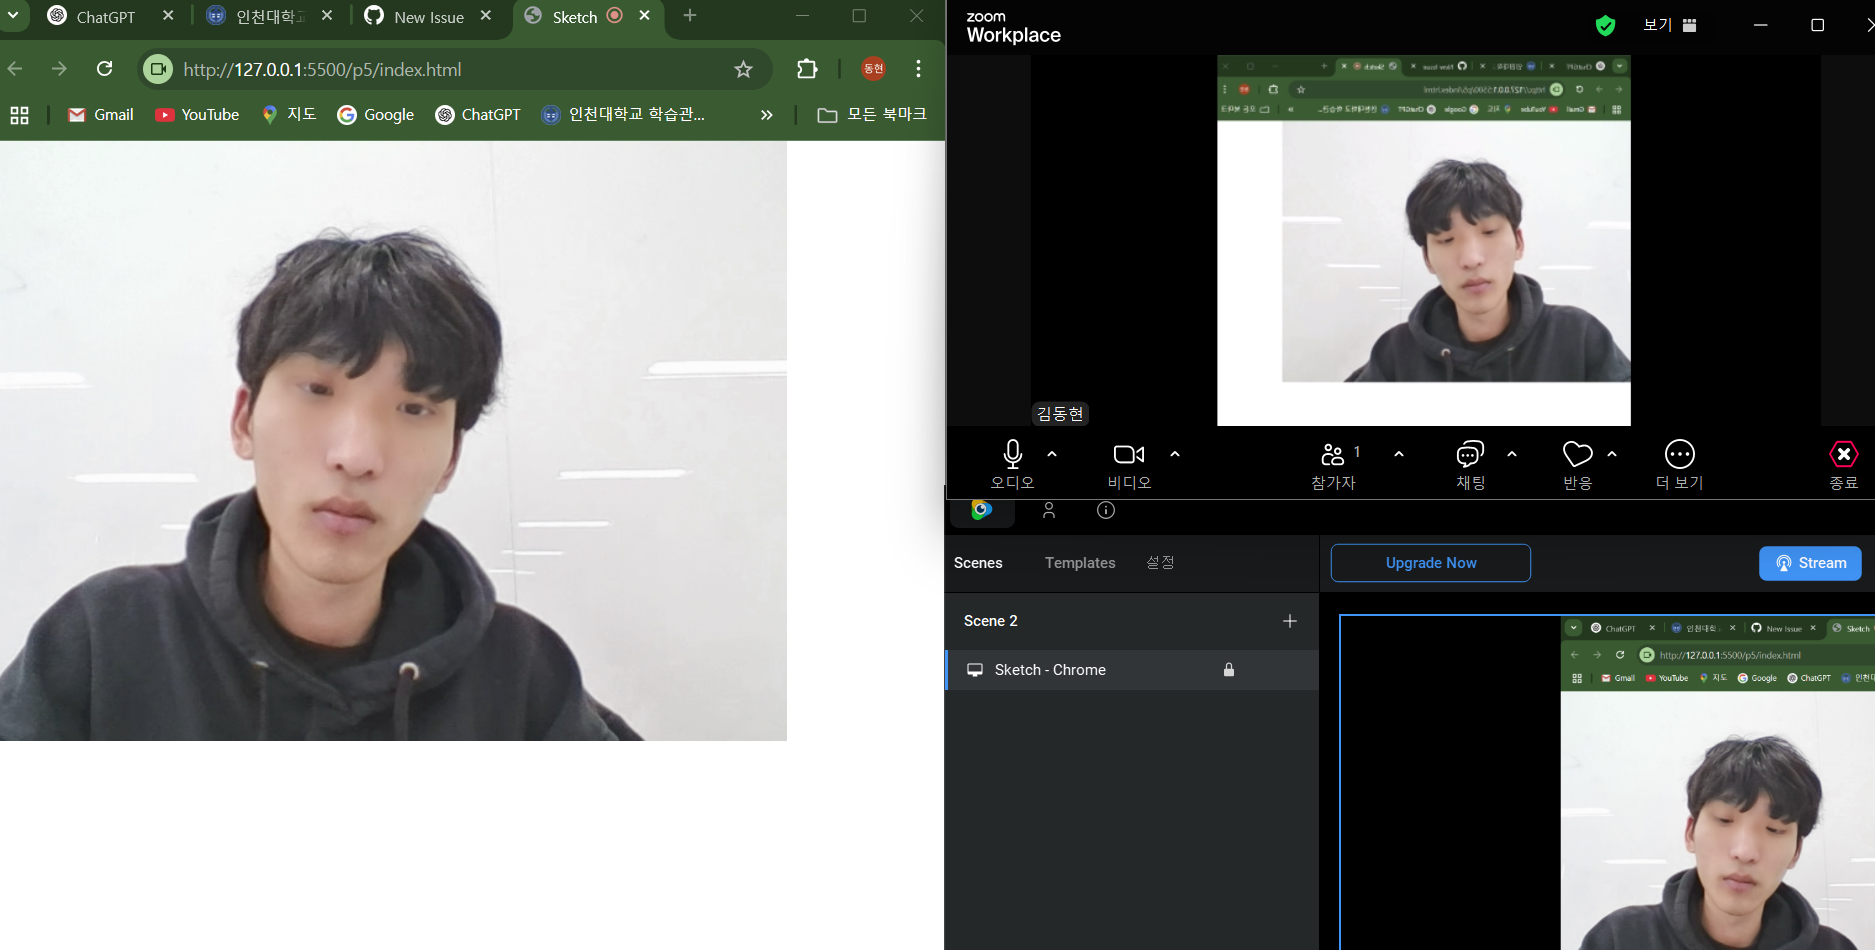 ChatGPT
인천대학교
New Issue
Sketch
http://127.0.0.1:5500/p5/index.html
동현
Gmail
YouTube
지도
Google
ChatGPT
인천대학교 학습관...
모든 북마크
zoom
Workplace
보기
김동현
오디오
비디오
1
참가자
채팅
반응
더 보기
종료
Scenes
Templates
설정
Upgrade Now
Stream
Scene 2
Sketch - Chrome
ChatGPT
인천대학
New Issue
Sketch
http://127.0.0.1:5500/p5/index.html
Gmail
YouTube
지도
Google
ChatGPT